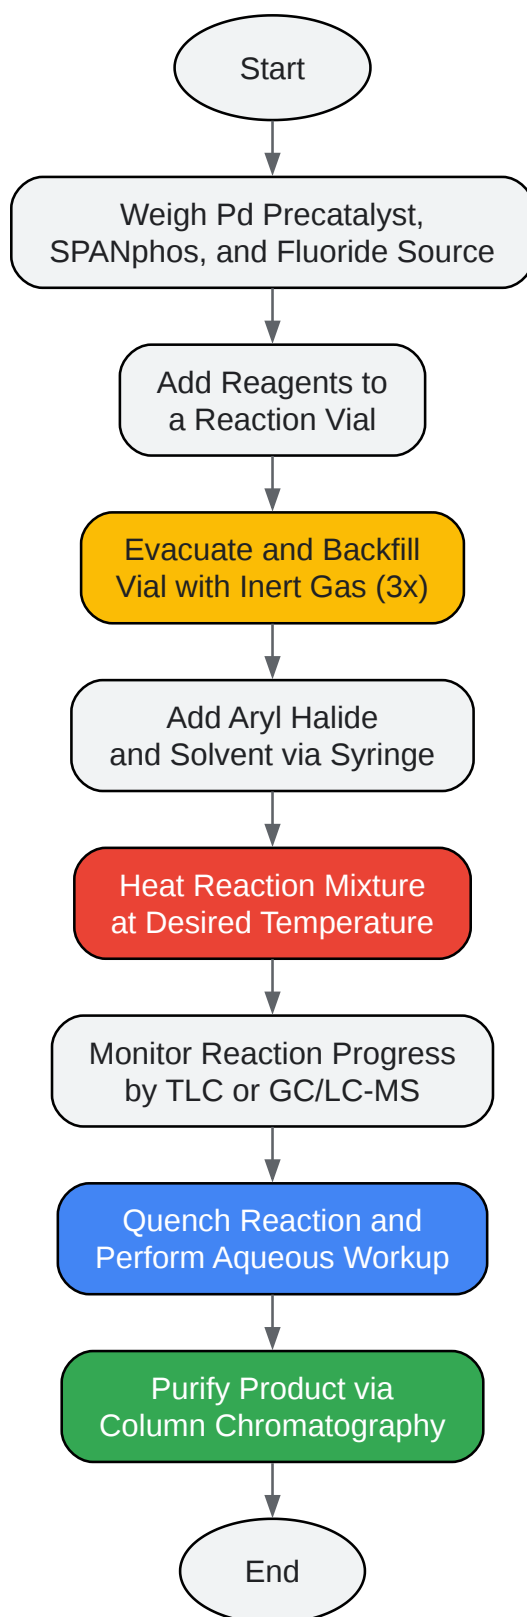 Start
Weigh Pd Precatalyst,
SPANphos, and Fluoride Source
Add Reagents to
a Reaction Vial
Evacuate and Backfill
Vial with Inert Gas (3x)
Add Aryl Halide
and Solvent via Syringe
Heat Reaction Mixture
at Desired Temperature
Monitor Reaction Progress
by TLC or GC/LC-MS
Quench Reaction and
Perform Aqueous Workup
Purify Product via
Column Chromatography
End